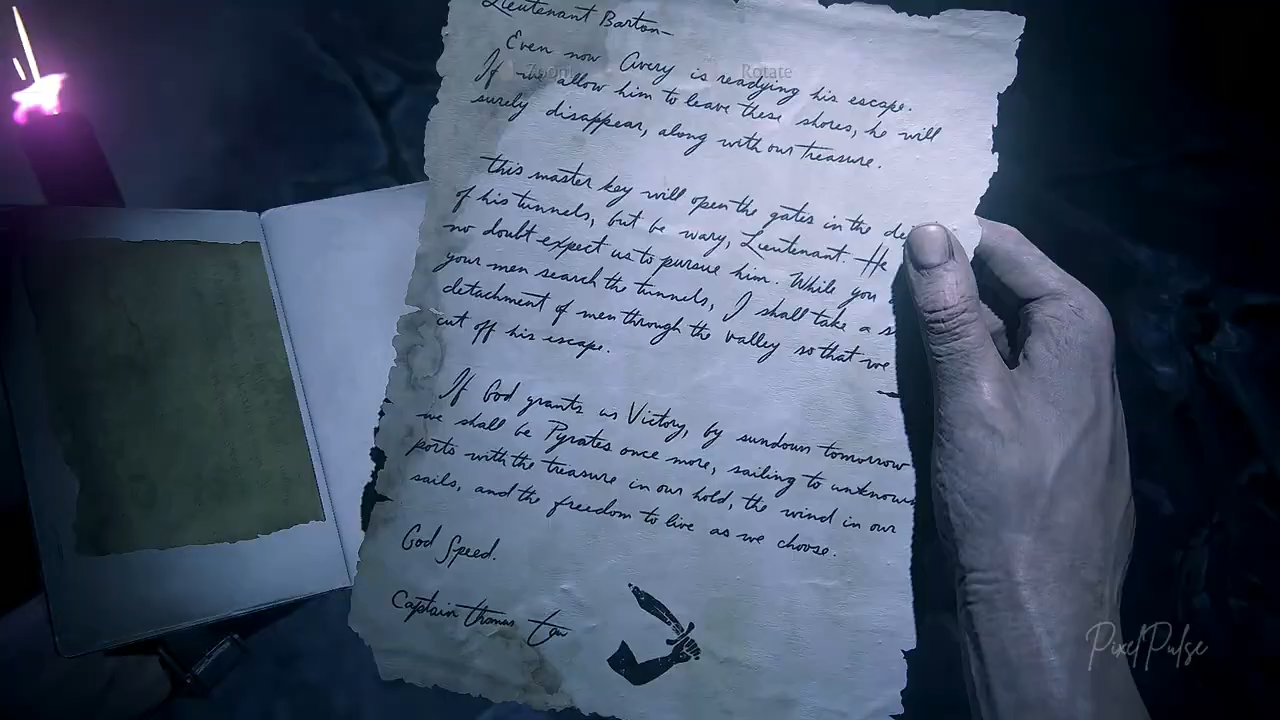 Lieutenant Barton—
Even now Avery is readying his escape.
If we allow him to leave these shores, he will
surely disappear, along with our treasure.
Zoom Rotate
This master key will open the gates in the
of his tunnels, but be wary, Lieutenant. He
no doubt expect us to pursue him. While you
your men search the tunnels, I shall take a
detachment of men through the valley so that we
cut off his escape.
If God grants us Victory, by sundown tomorrow
we shall be Pyrates once more, sailing to unknown
ports with the treasure in our hold, the wind in our
sails, and the freedom to live as we choose.
God Speed.
Captain Thomas Tew
PixelPulse